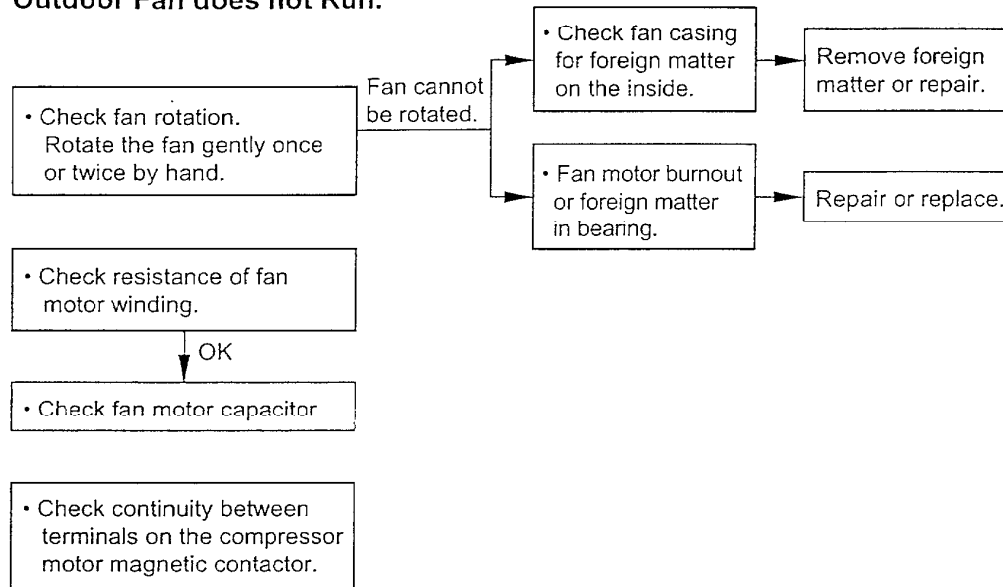 Outdoor Fan does not Run.
• Check fan rotation.
Rotate the fan gently once
or twice by hand.
Fan cannot
be rotated.
• Check fan casing
for foreign matter
on the inside.
Remove foreign
matter or repair.
• Fan motor burnout
or foreign matter
in bearing.
Repair or replace.
• Check resistance of fan
motor winding.
OK
• Check fan motor capacitor
• Check continuity between
terminals on the compressor
motor magnetic contactor.